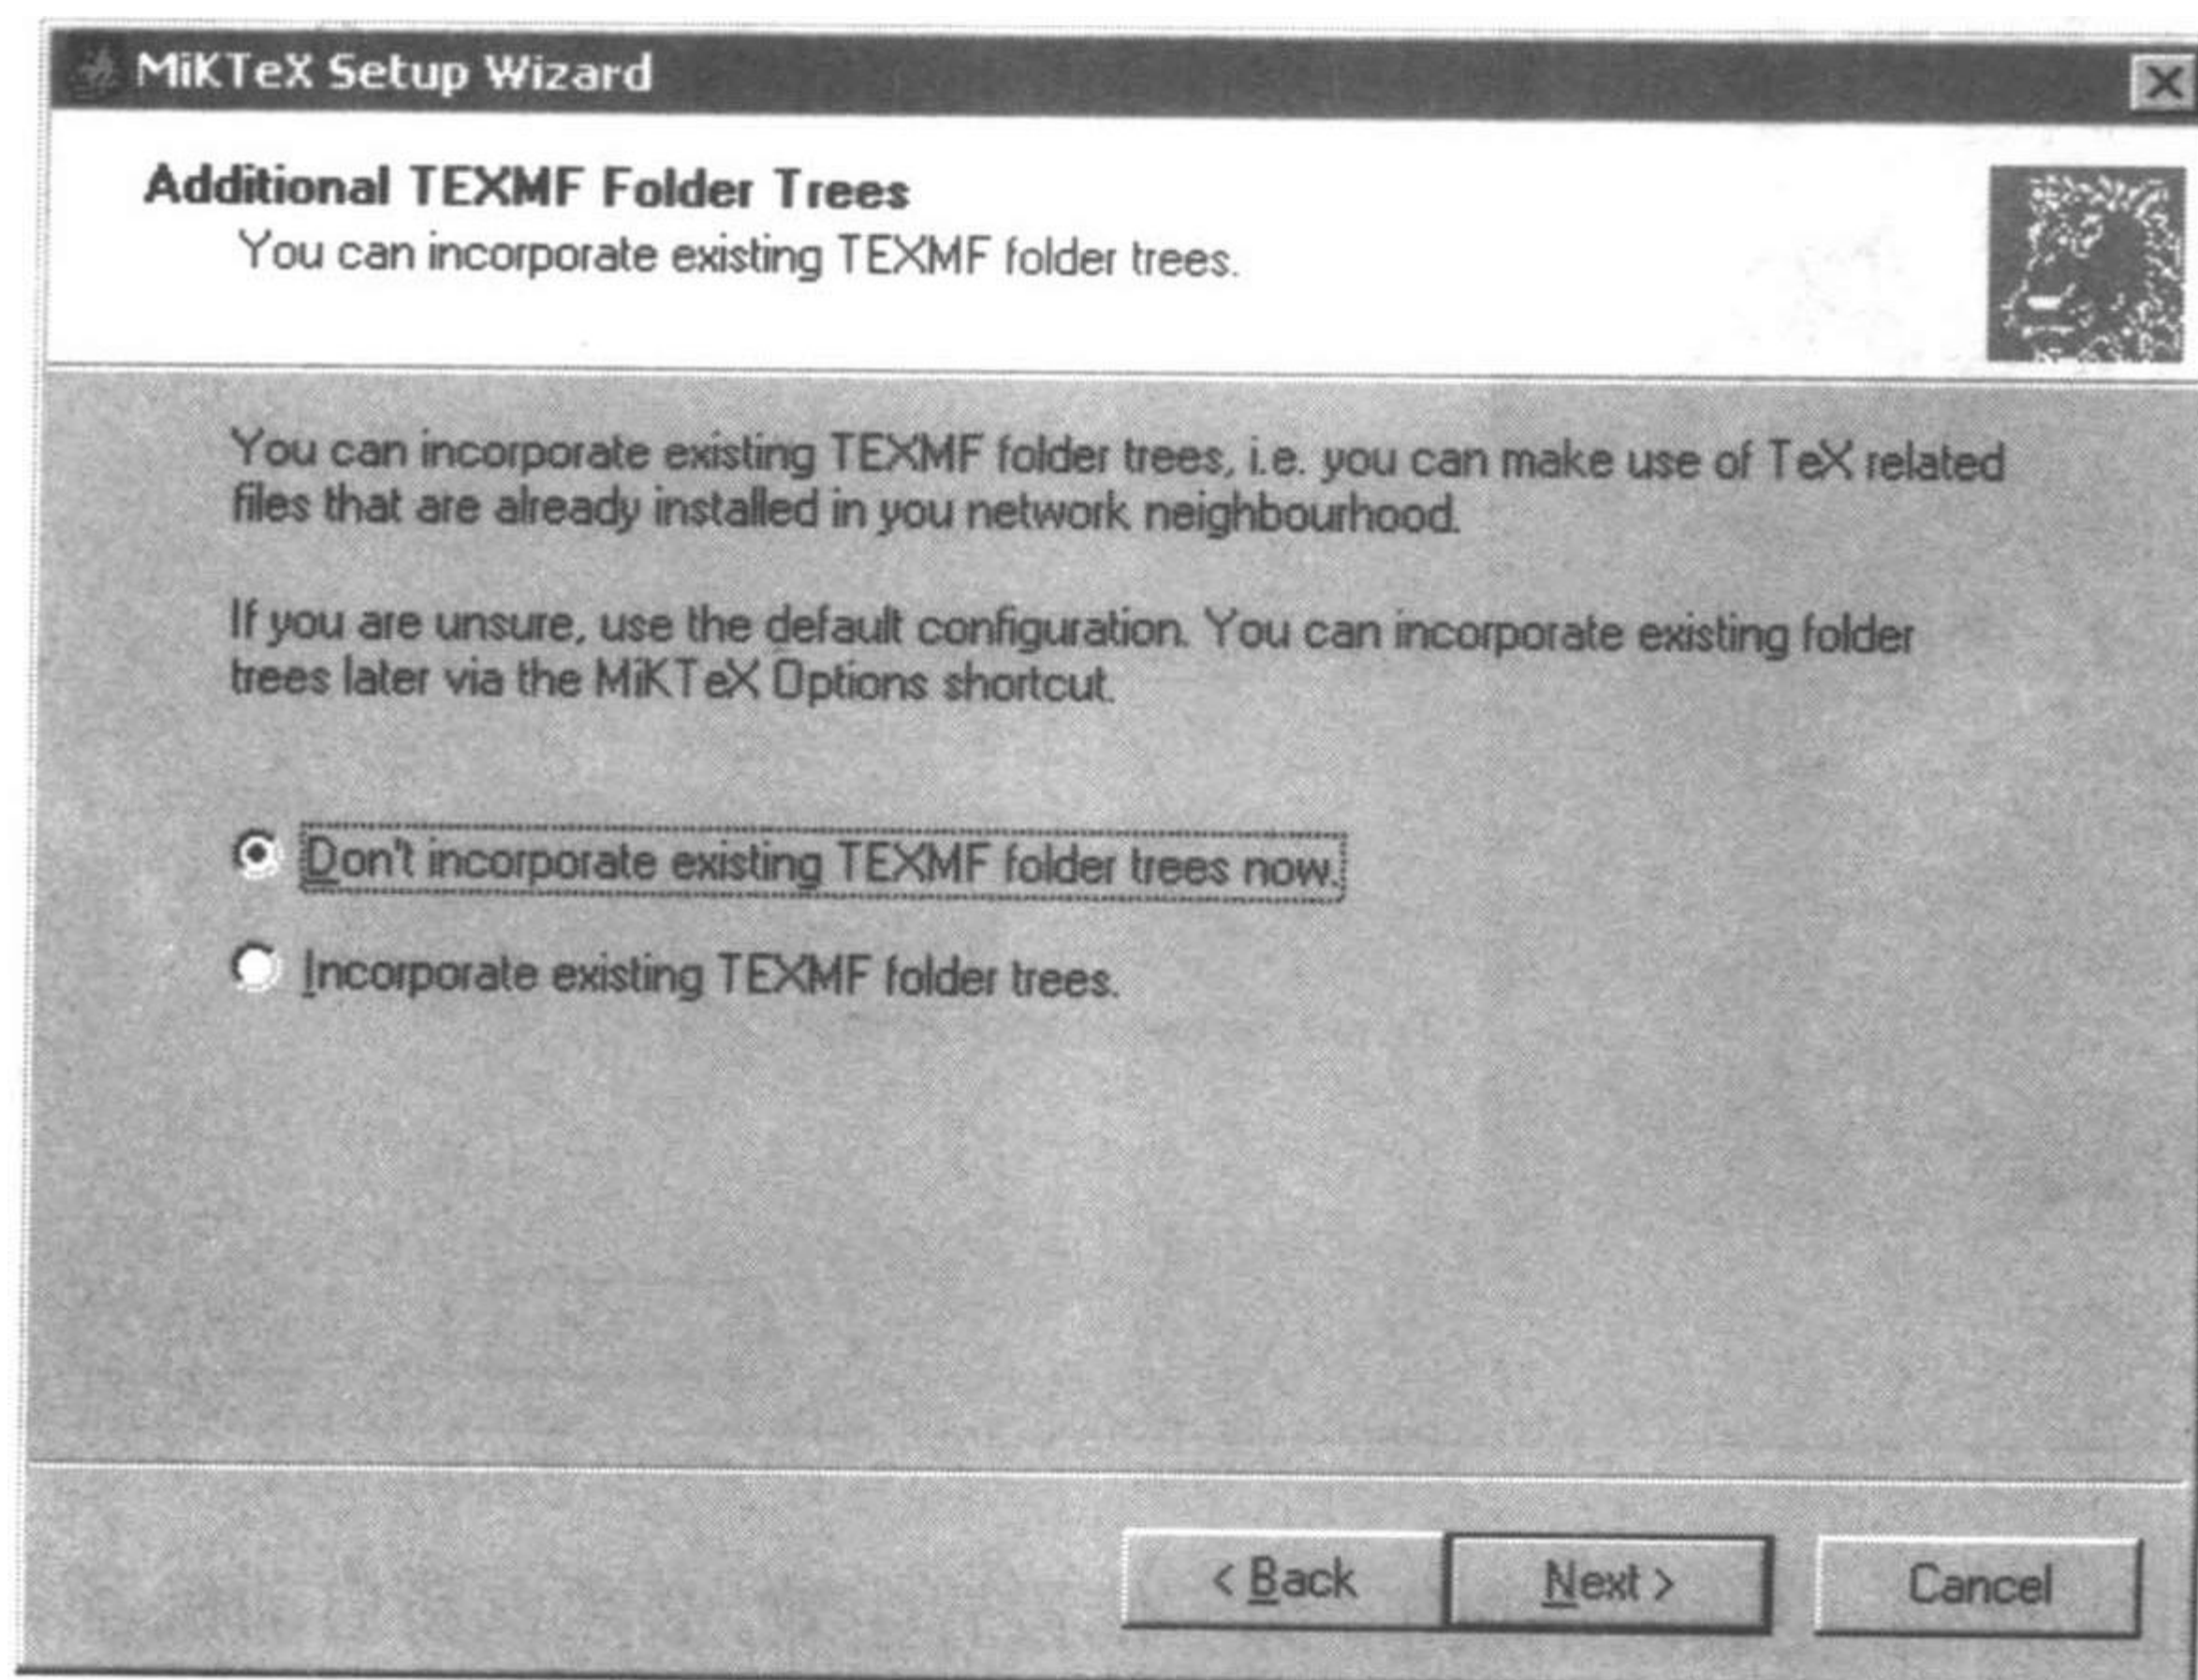 MiKTeX Setup Wizard
Additional TEXMF Folder Trees
You can incorporate existing TEXMF folder trees.
You can incorporate existing TEXMF folder trees, i.e. you can make use of TeX related
files that are already installed in you network neighbourhood.
If you are unsure, use the default configuration. You can incorporate existing folder
trees later via the MiKTeX Options shortcut.
Don't incorporate existing TEXMF folder trees now.
Incorporate existing TEXMF folder trees.
< Back
Next >
Cancel